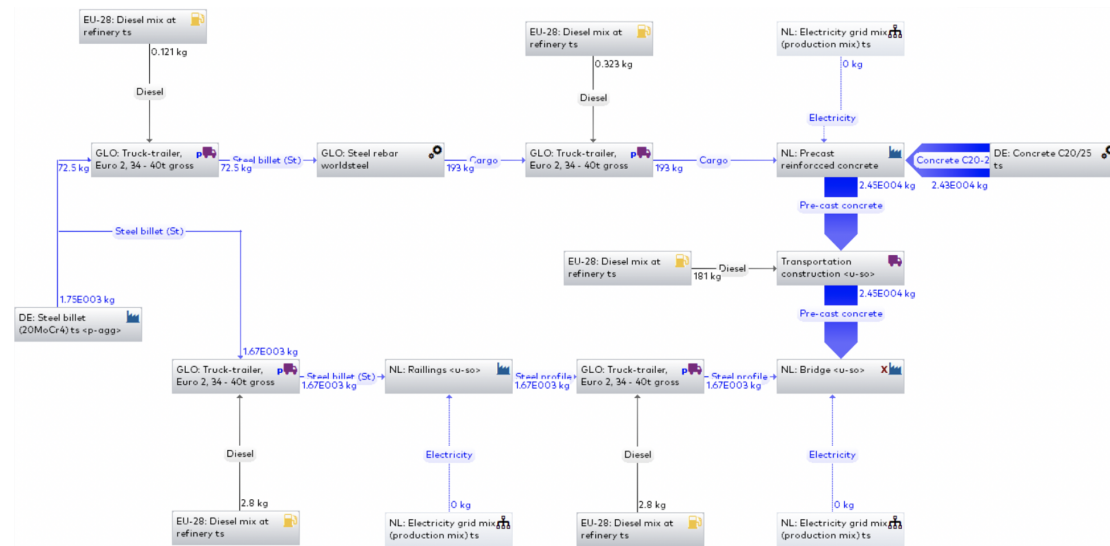 EU-28: Diesel mix at
refinery ts
0.121 kg
Diesel
EU-28: Diesel mix at
refinery ts
0.323 kg
Diesel
NL: Electricity grid mix
(production mix) ts
0 kg
Electricity
GLO: Truck-trailer,
Euro 2, 34 - 40t gross
p
72.5 kg
Steel billet (St)
72.5 kg
GLO: Steel rebar
worldsteel
Cargo
193 kg
GLO: Truck-trailer,
Euro 2, 34 - 40t gross
p
Cargo
193 kg
NL: Precast
reinforcced concrete
Concrete C20-2
2.43E004 kg
DE: Concrete C20/25
ts
2.45E004 kg
Pre-cast concrete
Steel billet (St)
EU-28: Diesel mix at
refinery ts
Diesel
181 kg
Transportation
construction <u-so>
2.45E004 kg
Pre-cast concrete
1.75E003 kg
DE: Steel billet
(20MoCr4) ts <p-agg>
1.67E003 kg
GLO: Truck-trailer,
Euro 2, 34 - 40t gross
p
Steel billet (St)
1.67E003 kg
NL: Raillings <u-so>
Steel profile
1.67E003 kg
GLO: Truck-trailer,
Euro 2, 34 - 40t gross
p
Steel profile
1.67E003 kg
NL: Bridge <u-so>
X
Diesel
2.8 kg
EU-28: Diesel mix at
refinery ts
Electricity
0 kg
NL: Electricity grid mix
(production mix) ts
Diesel
2.8 kg
EU-28: Diesel mix at
refinery ts
Electricity
0 kg
NL: Electricity grid mix
(production mix) ts